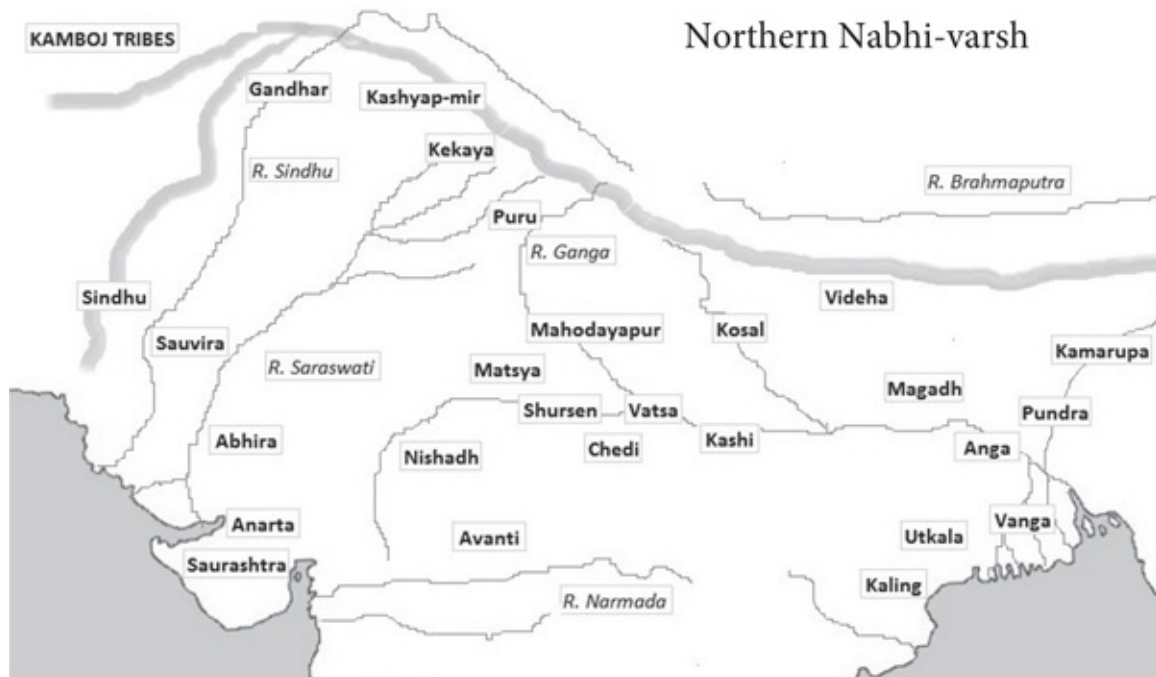 Northern Nabhi-varsh
KAMBOJ TRIBES
Gandhar
Kashyap-mir
Kekaya
R. Sindhu
R. Brahmaputra
Puru
R. Ganga
Sindhu
Videha
Sauvira
Mahodayapur
Kosal
Kamarupa
R. Saraswati
Matsya
Magadh
Shursen
Vatsa
Pundra
Abhira
Kashi
Nishadh
Chedi
Anga
Anarta
Vanga
Avanti
Utkala
Saurashtra
Kaling
R. Narmada